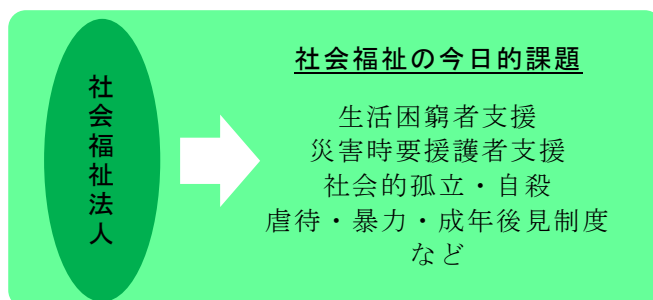 社会福祉法人
社会福祉の今日的課題
生活困窮者支援
災害時要援護者支援
社会的孤立・自殺
虐待・暴力・成年後見制度
など